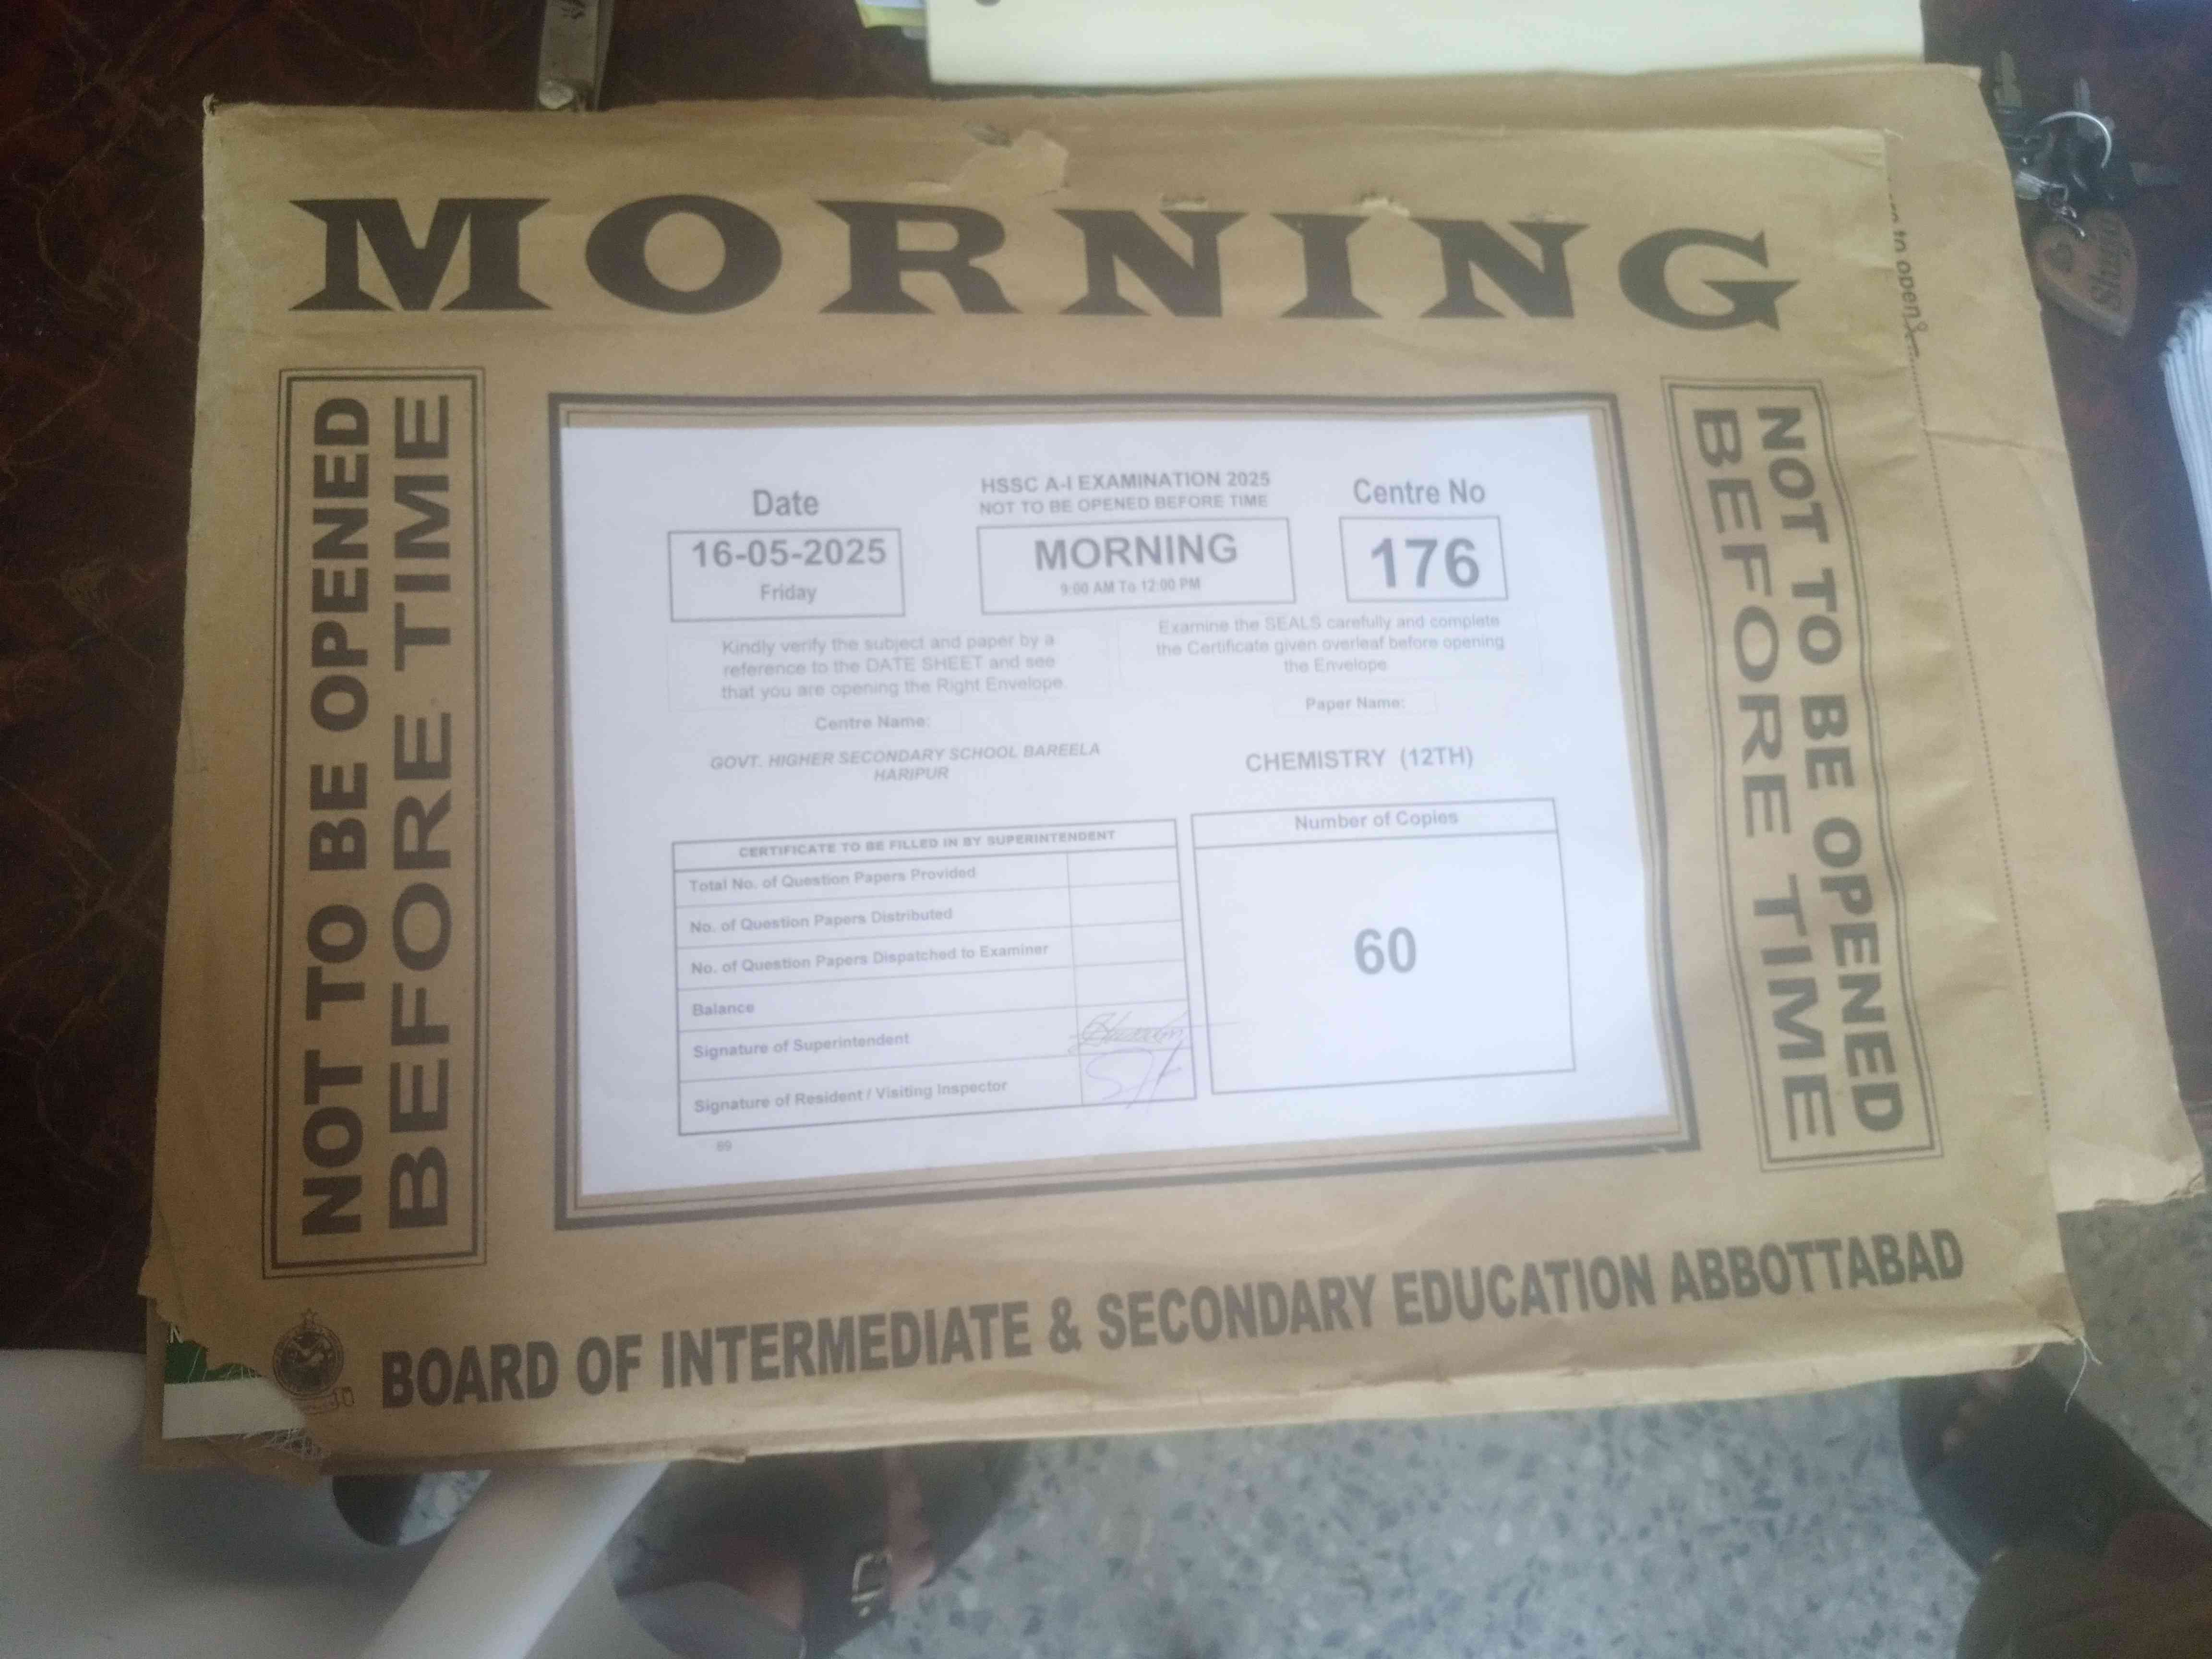 MORNING
NOT TO BE OPENED
BEFORE TIME
Date
16-05-2025
Friday
HSSC A-I EXAMINATION 2025
NOT TO BE OPENED BEFORE TIME
MORNING
9:00 AM To 12:00 PM
Centre No
176
Kindly verify the subject and paper by a
reference to the DATE SHEET and see
that you are opening the Right Envelope.
Examine the SEALS carefully and complete
the Certificate given overleaf before opening
the Envelope
Centre Name:
GOVT. HIGHER SECONDARY SCHOOL BAREELA
HARIPUR
Paper Name:
CHEMISTRY (12TH)
CERTIFICATE TO BE FILLED IN BY SUPERINTENDENT
Total No. of Question Papers Provided
No. of Question Papers Distributed
No. of Question Papers Dispatched to Examiner
Balance
Signature of Superintendent
Signature of Resident / Visiting Inspector
Number of Copies
60
69
NOT TO BE OPENED
BEFORE TIME
to open
BOARD OF INTERMEDIATE & SECONDARY EDUCATION ABBOTTABAD